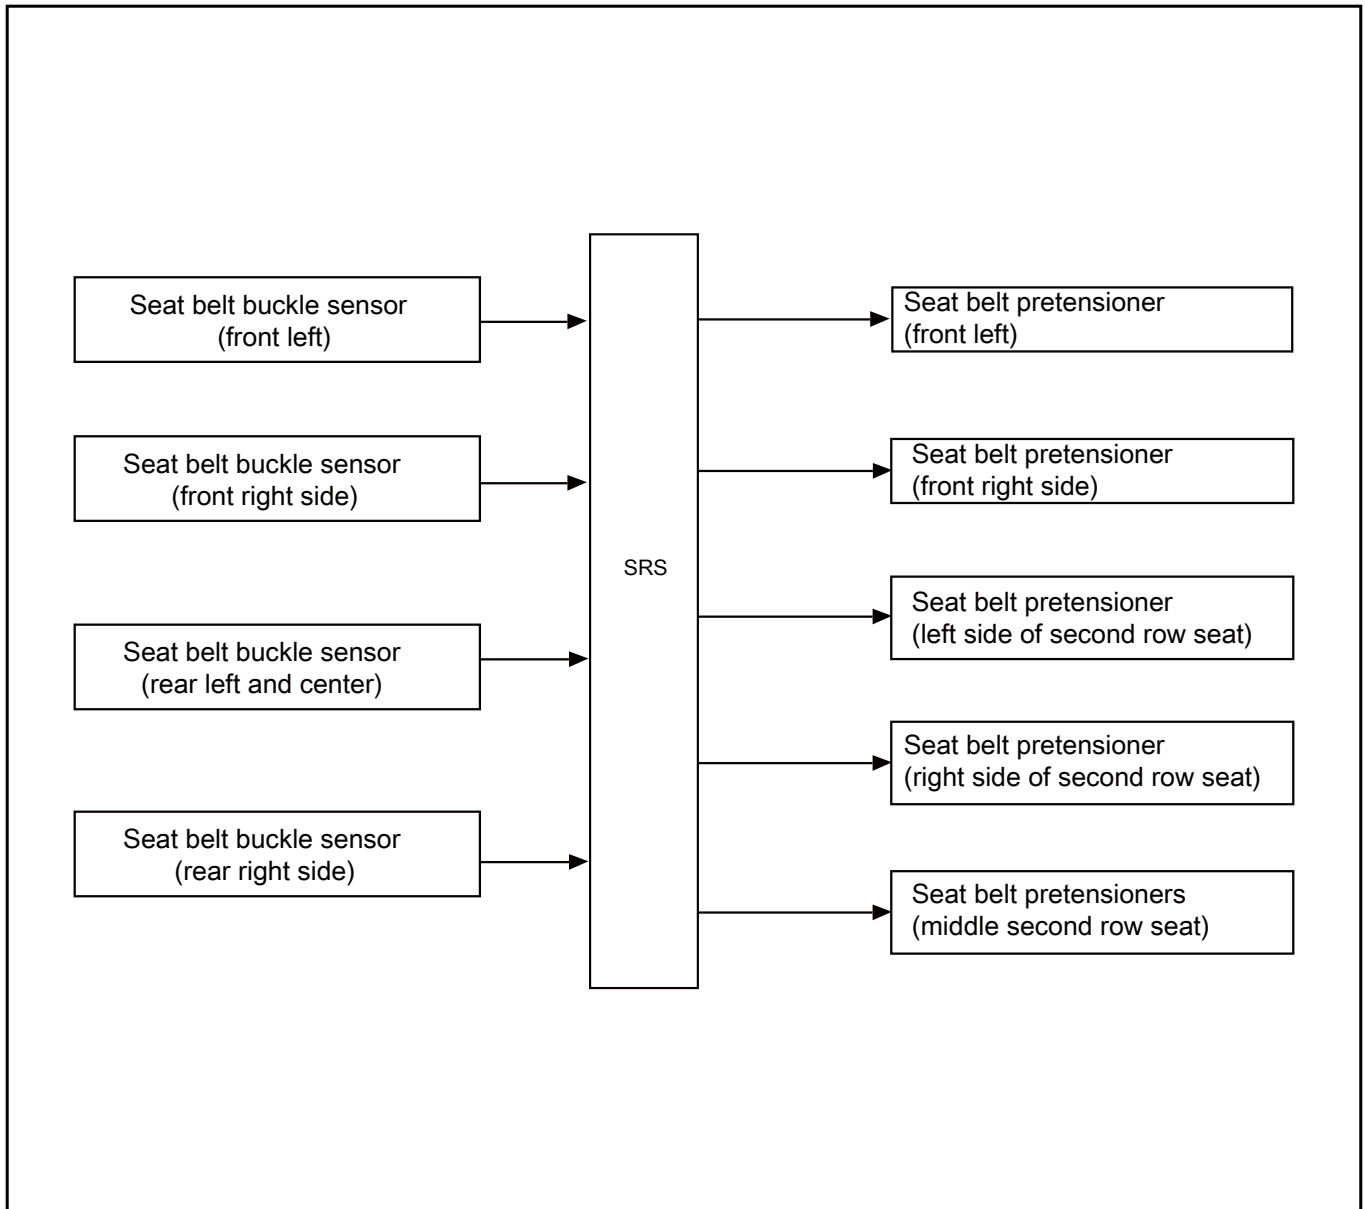 Seat belt buckle sensor
(front left)
Seat belt buckle sensor
(front right side)
Seat belt buckle sensor
(rear left and center)
Seat belt buckle sensor
(rear right side)
SRS
Seat belt pretensioner
(front left)
Seat belt pretensioner
(front right side)
Seat belt pretensioner
(left side of second row seat)
Seat belt pretensioner
(right side of second row seat)
Seat belt pretensioners
(middle second row seat)